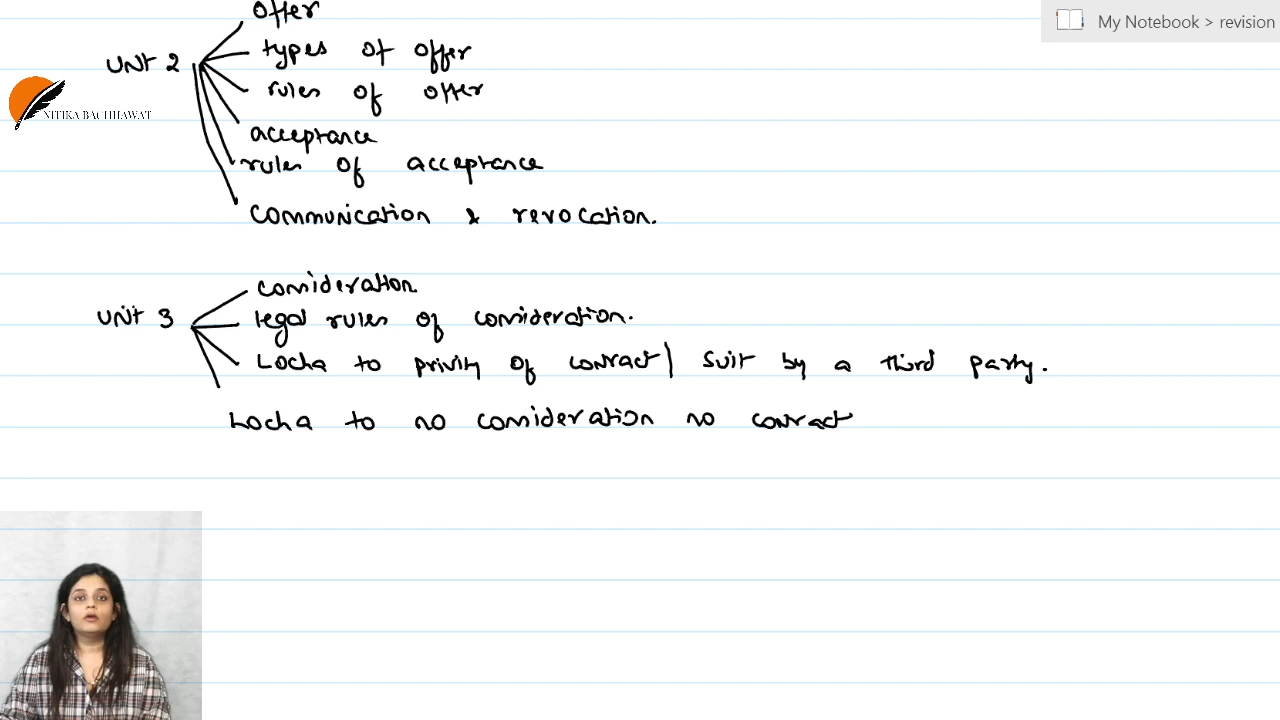 My Notebook > revision
offer
types of offer
Unit 2
rules of offer
NITIKA BACHHAWAT
acceptance
rules of acceptance
Communication & revocation.
consideration
Unit 3
legal rules of consideration.
Locha to privity of contract | suit by a third party.
Locha to no consideration no contract